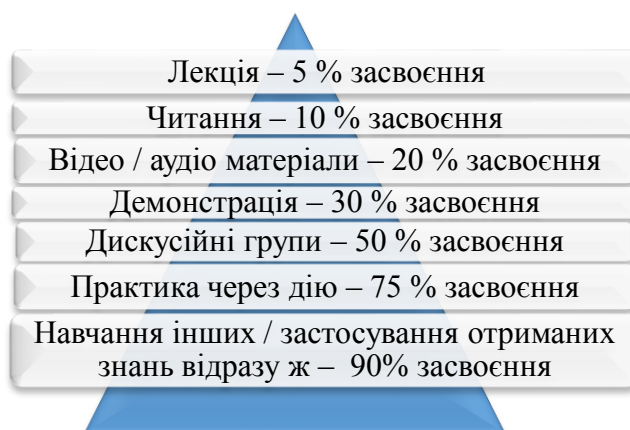 Лекція – 5 % засвоєння
Читання – 10 % засвоєння
Відео / аудіо матеріали – 20 % засвоєння
Демонстрація – 30 % засвоєння
Дискусійні групи – 50 % засвоєння
Практика через дію – 75 % засвоєння
Навчання інших / застосування отриманих
знань відразу ж – 90% засвоєння